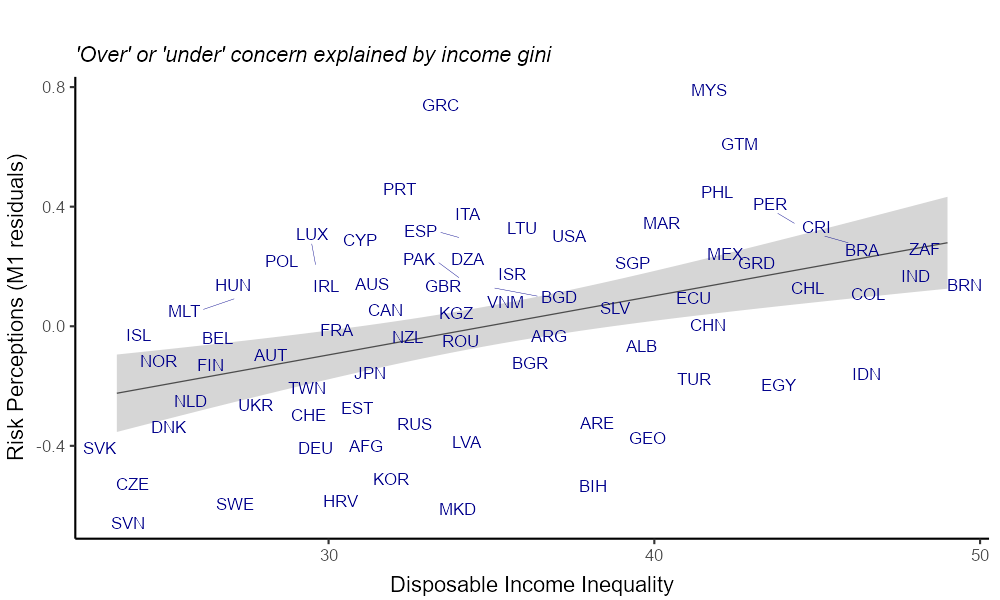 'Over' or 'under' concern explained by income gini
Risk Perceptions (M1 residuals)
0.8
0.4
0.0
-0.4
MYS
GRC
GTM
PRT
PHL
PER
ITA
MAR
LUX
CYP
ESP
LTU
USA
CRI
POL
PAK
DZA
SGP
MEX
GRD
BRA
ZAF
HUN
IRL
AUS
GBR
ISR
IND
BRN
MLT
CAN
KGZ
VNM
BGD
SLV
ECU
CHL
COL
ISL
BEL
FRA
NZL
ROU
ARG
CHN
NOR
FIN
AUT
BGR
ALB
JPN
TWN
TUR
EGY
IDN
NLD
UKR
CHE
EST
DNK
RUS
ARE
SVK
DEU
AFG
LVA
GEO
CZE
KOR
BIH
SWE
HRV
MKD
SVN
30 40 50
Disposable Income Inequality